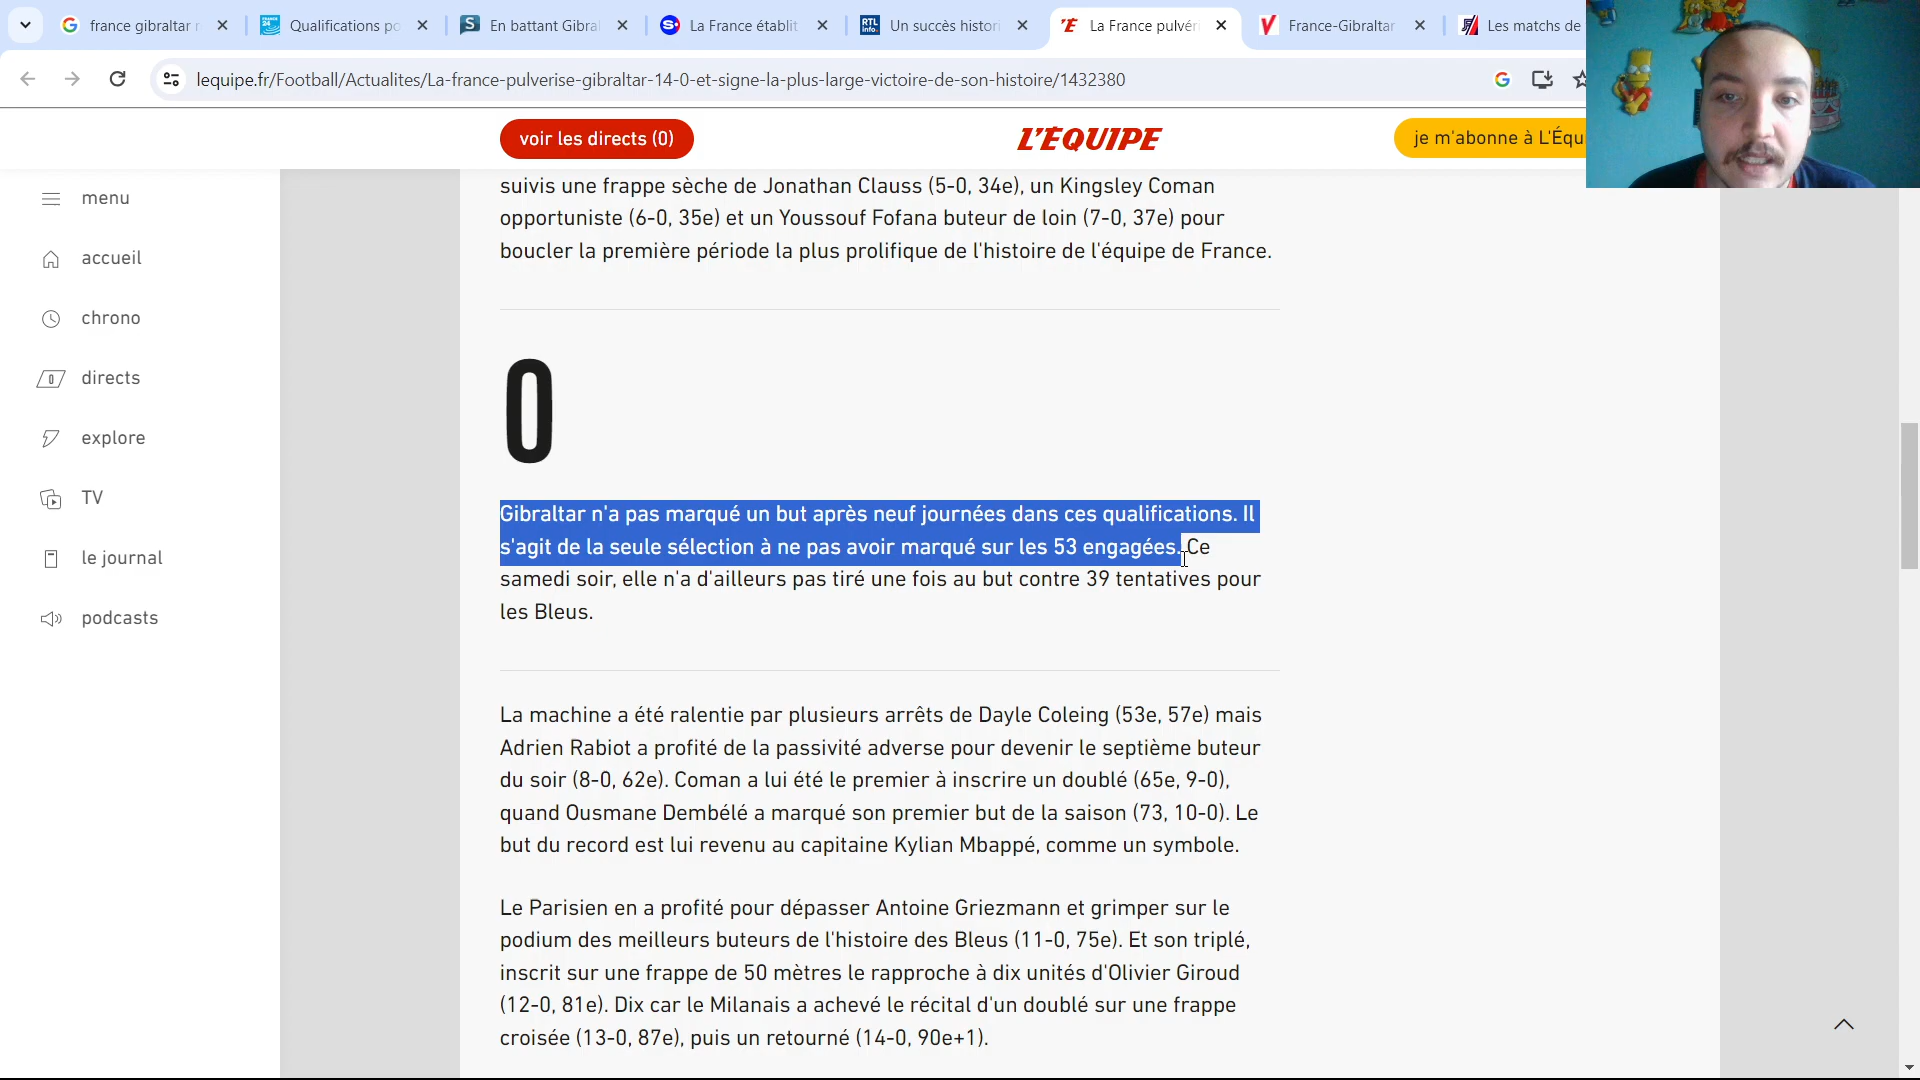 france gibraltar r
Qualifications po
En battant Gibra
La France établit
RTL info.
Un succès histori
La France pulvér
France-Gibraltar
Les matchs de
lequipe.fr/Football/Actualites/La-france-pulverise-gibraltar-14-0-et-signe-la-plus-large-victoire-de-son-histoire/1432380
voir les directs (0)
L'ÉQUIPE
je m'abonne à L'Équ
menu
accueil
chrono
directs
explore
TV
le journal
podcasts
suivis une frappe sèche de Jonathan Clauss (5-0, 34e), un Kingsley Coman
opportuniste (6-0, 35e) et un Youssouf Fofana buteur de loin (7-0, 37e) pour
boucler la première période la plus prolifique de l'histoire de l'équipe de France.
0
Gibraltar n'a pas marqué un but après neuf journées dans ces qualifications. Il
s'agit de la seule sélection à ne pas avoir marqué sur les 53 engagées. Ce
samedi soir, elle n'a d'ailleurs pas tiré une fois au but contre 39 tentatives pour
les Bleus.
La machine a été ralentie par plusieurs arrêts de Dayle Coleing (53e, 57e) mais
Adrien Rabiot a profité de la passivité adverse pour devenir le septième buteur
du soir (8-0, 62e). Coman a lui été le premier à inscrire un doublé (65e, 9-0),
quand Ousmane Dembélé a marqué son premier but de la saison (73, 10-0). Le
but du record est lui revenu au capitaine Kylian Mbappé, comme un symbole.
Le Parisien en a profité pour dépasser Antoine Griezmann et grimper sur le
podium des meilleurs buteurs de l'histoire des Bleus (11-0, 75e). Et son triplé,
inscrit sur une frappe de 50 mètres le rapproche à dix unités d'Olivier Giroud
(12-0, 81e). Dix car le Milanais a achevé le récital d'un doublé sur une frappe
croisée (13-0, 87e), puis un retourné (14-0, 90e+1).